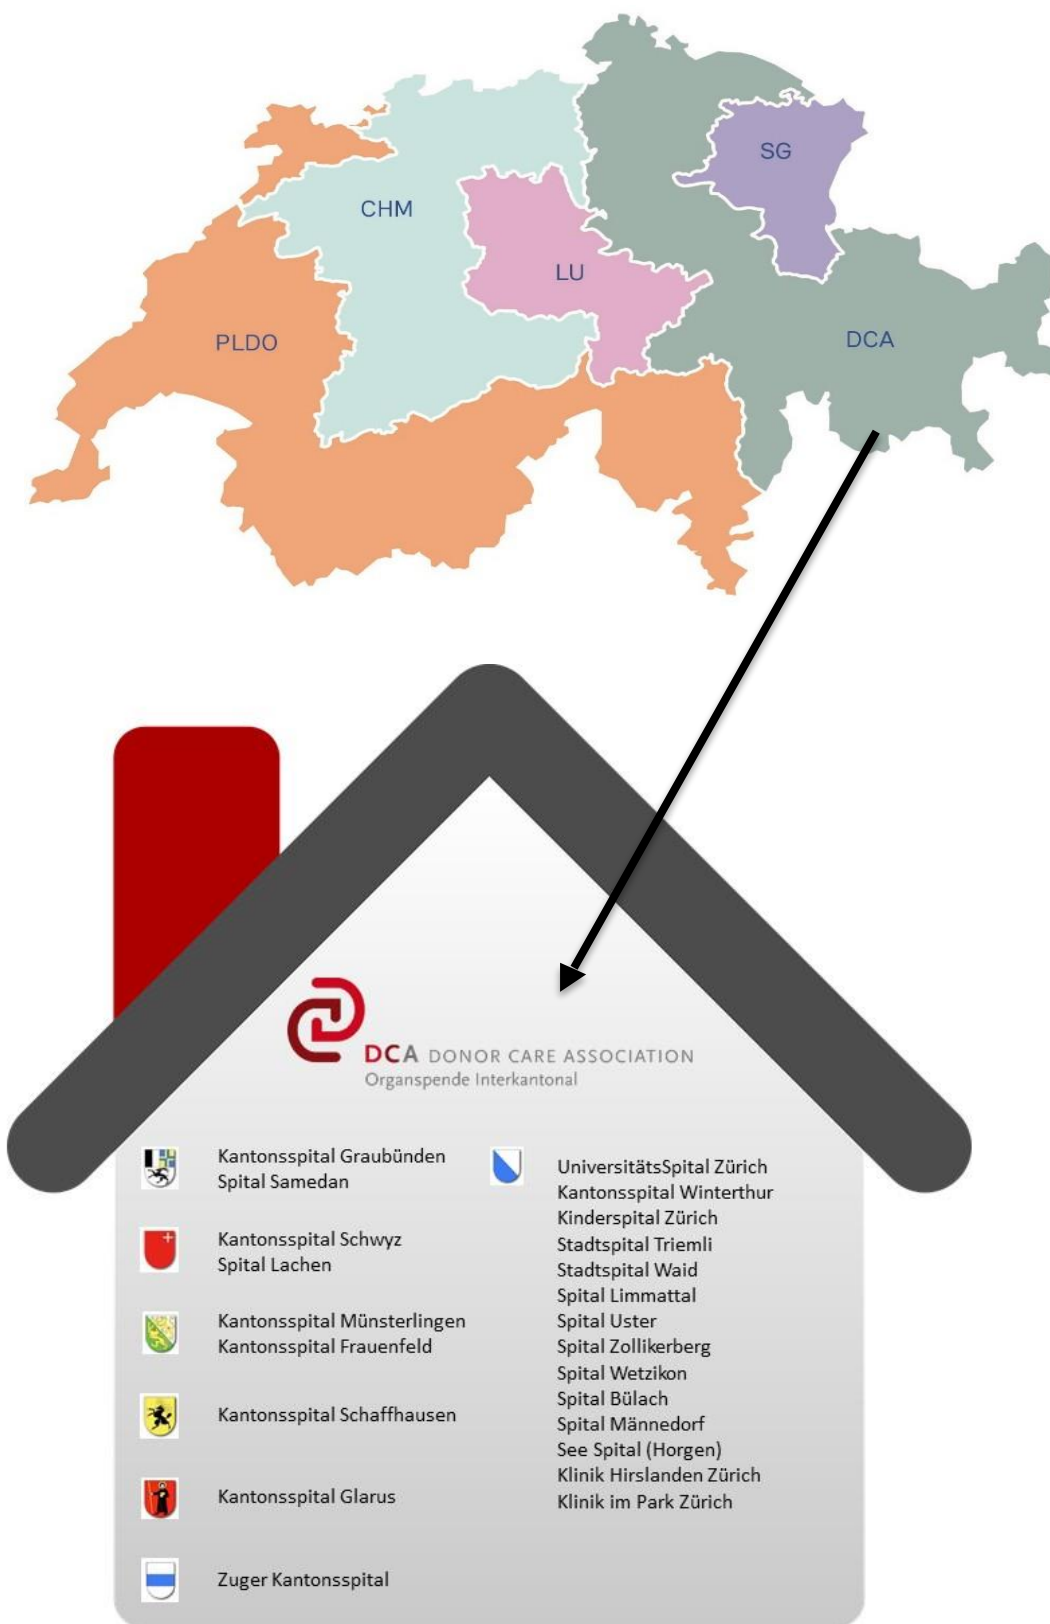 SG
CHM
LU
PLDO
DCA
DCA DONOR CARE ASSOCIATION
Organspende Interkantonal
Kantonsspital Graubünden
Spital Samedan
Kantonsspital Schwyz
Spital Lachen
Kantonsspital Münsterlingen
Kantonsspital Frauenfeld
Kantonsspital Schaffhausen
Kantonsspital Glarus
Zuger Kantonsspital
UniversitätsSpital Zürich
Kantonsspital Winterthur
Kinderspital Zürich
Stadtspital Triemli
Stadtspital Waid
Spital Limmattal
Spital Uster
Spital Zollikerberg
Spital Wetzikon
Spital Bülach
Spital Männedorf
See Spital (Horgen)
Klinik Hirslanden Zürich
Klinik im Park Zürich